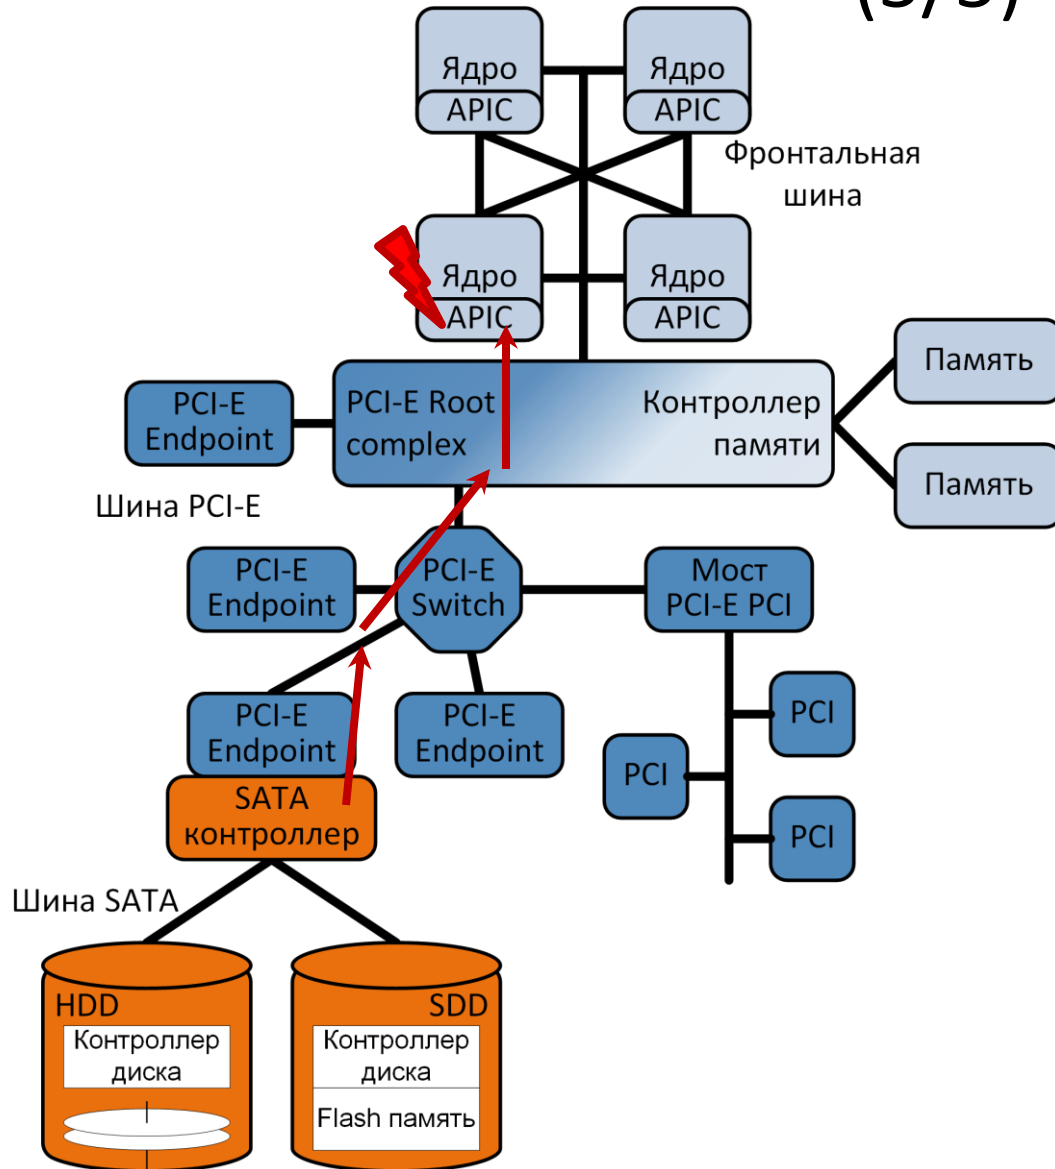 (5/5)
Ядро
APIC
Ядро
APIC
Фронтальная
шина
Ядро
APIC
Ядро
APIC
PCI-E
Endpoint
PCI-E Root
complex
Контроллер
памяти
Память
Память
Шина PCI-E
PCI-E
Endpoint
PCI-E
Switch
Мост
PCI-E PCI
PCI-E
Endpoint
PCI-E
Endpoint
PCI
PCI
PCI
SATA
контроллер
Шина SATA
HDD
Контроллер
диска
SDD
Контроллер
диска
Flash память